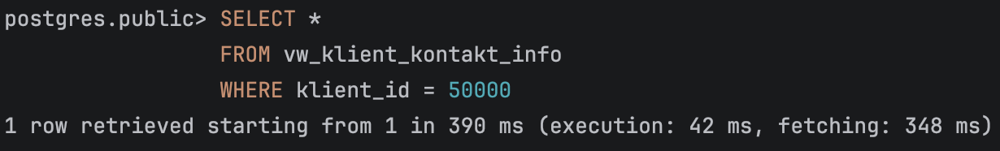 postgres.public> SELECT *
FROM vw_klient_kontakt_info
WHERE klient_id = 50000
1 row retrieved starting from 1 in 390 ms (execution: 42 ms, fetching: 348 ms)